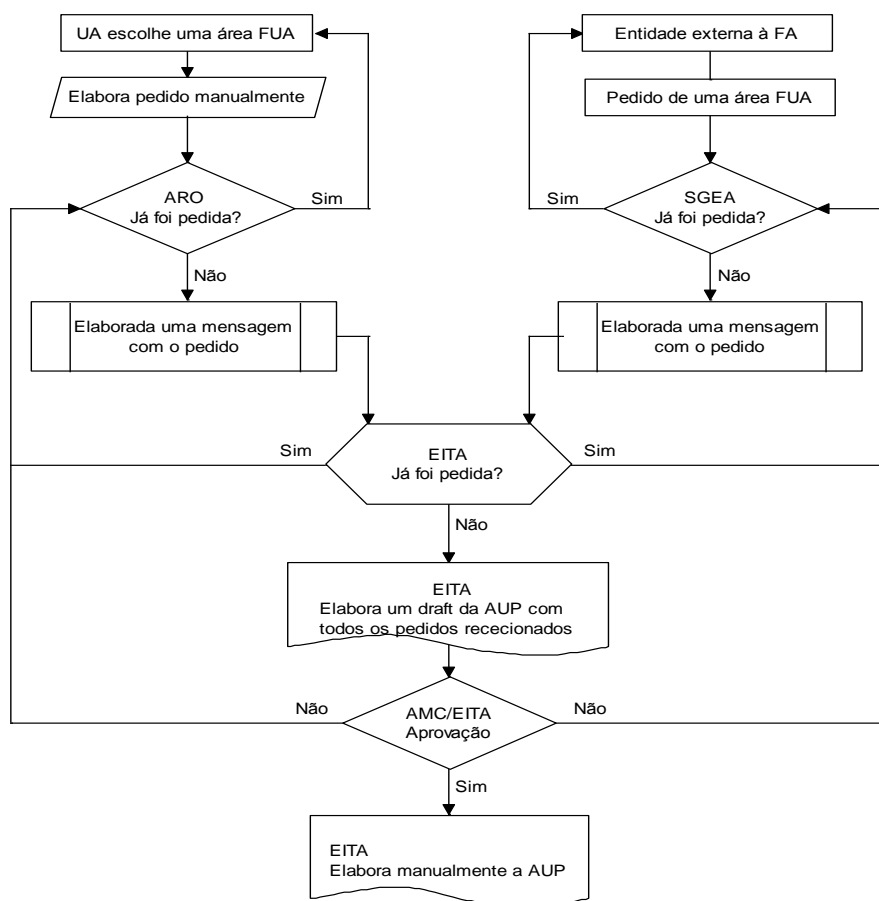 UA escolhe uma área FUA
Entidade externa à FA
Elabora pedido manualmente
Pedido de uma área FUA
ARO
Já foi pedida?
Sim
Sim
SGEA
Já foi pedida?
Não
Não
Elaborada uma mensagem
com o pedido
Elaborada uma mensagem
com o pedido
Sim
EITA
Já foi pedida?
Sim
Não
EITA
Elabora um draft da AUP com
todos os pedidos rececionados
Não
AMC/EITA
Aprovação
Não
Sim
EITA
Elabora manualmente a AUP